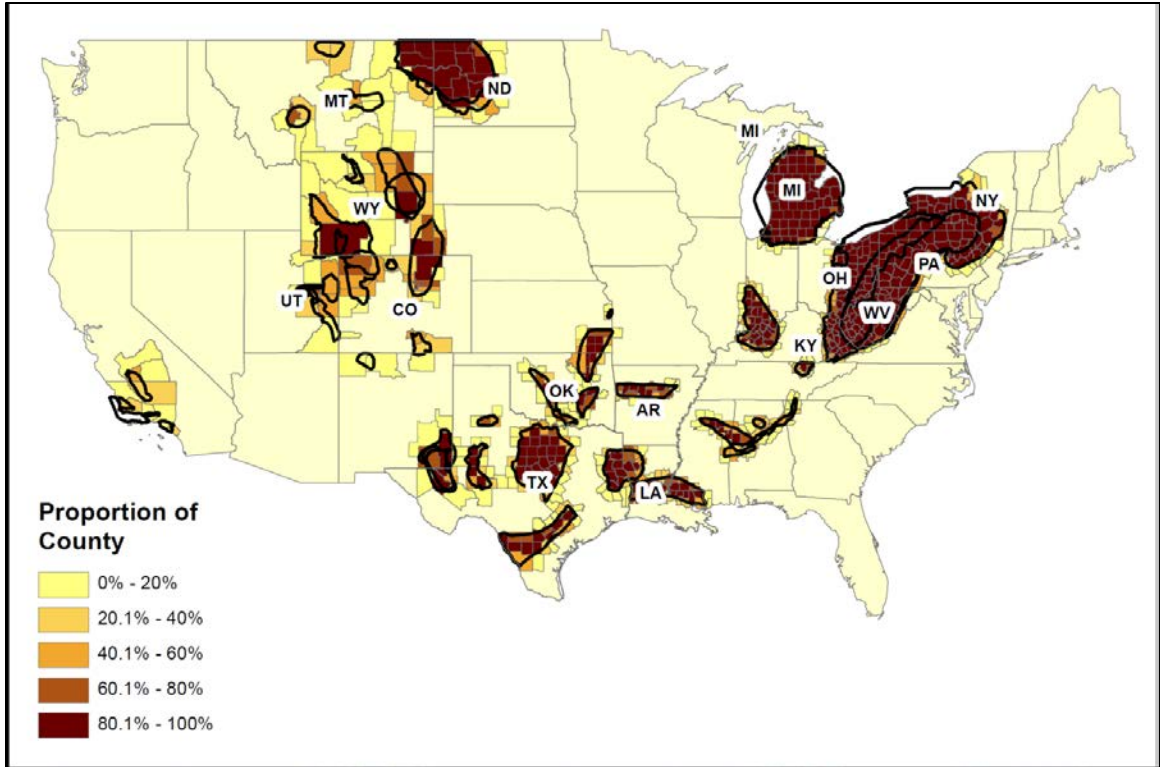 ND
MT
MI
MI
WY
NY
PA
OH
UT
CO
WV
KY
OK
AR
TX
LA
Proportion of
County
0% - 20%
20.1% - 40%
40.1% - 60%
60.1% - 80%
80.1% - 100%